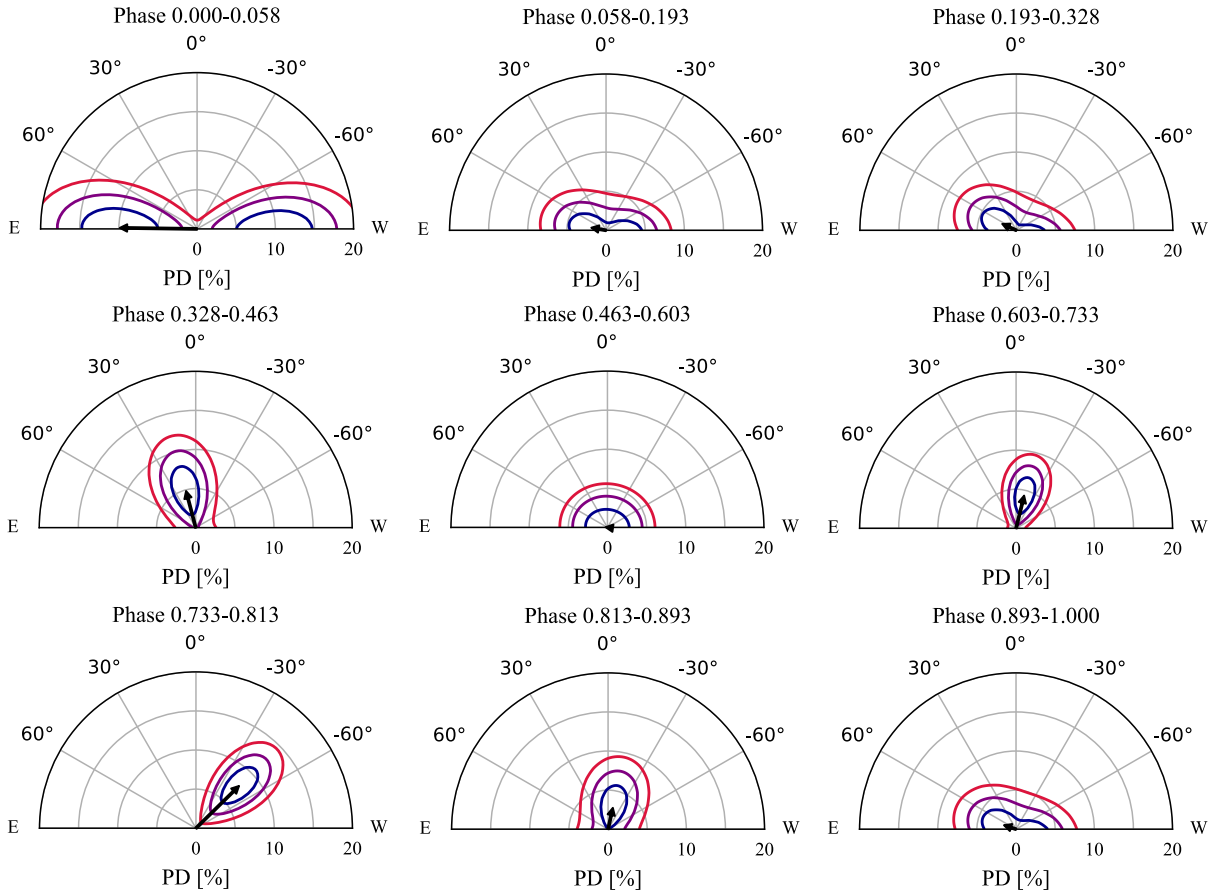 Phase 0.000-0.058 Phase 0.058-0.193 Phase 0.193-0.328
0° 0° 0°
30° -30° 30° -30° 30° -30°
60° -60° 60° -60° 60° -60°
E W E W E W
0 10 20 0 10 20 0 10 20
PD [%] PD [%] PD [%]
Phase 0.328-0.463 Phase 0.463-0.603 Phase 0.603-0.733
0° 0° 0°
30° -30° 30° -30° 30° -30°
60° -60° 60° -60° 60° -60°
E W E W E W
0 10 20 0 10 20 0 10 20
PD [%] PD [%] PD [%]
Phase 0.733-0.813 Phase 0.813-0.893 Phase 0.893-1.000
0° 0° 0°
30° -30° 30° -30° 30° -30°
60° -60° 60° -60° 60° -60°
E W E W E W
0 10 20 0 10 20 0 10 20
PD [%] PD [%] PD [%]